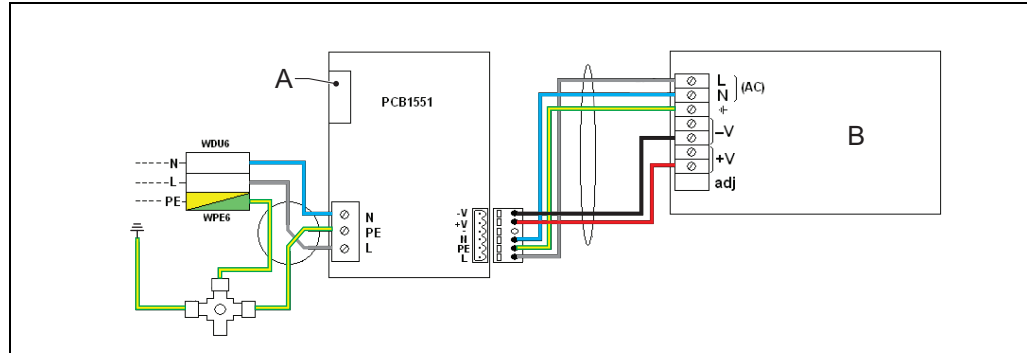 A
PCB1551
WDU6
N
L
PE
WPE6
N
PE
L
-V
+V
-
N
PE
L
L
N
(AC)
–V
+V
adj
B